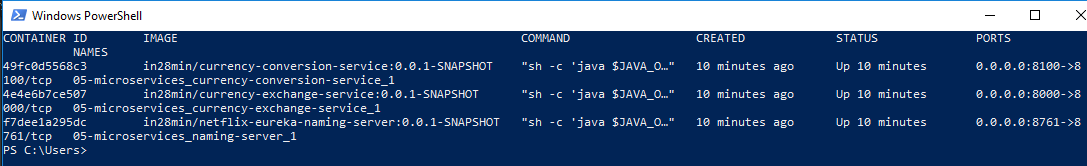 Windows PowerShell
CONTAINER ID IMAGE COMMAND CREATED STATUS PORTS
NAMES
49fc0d5568c3 in28min/currency-conversion-service:0.0.1-SNAPSHOT "sh -c 'java $JAVA_O…" 10 minutes ago Up 10 minutes 0.0.0.0:8100->8
100/tcp 05-microservices_currency-conversion-service_1
4e4e6b7ce507 in28min/currency-exchange-service:0.0.1-SNAPSHOT "sh -c 'java $JAVA_O…" 10 minutes ago Up 10 minutes 0.0.0.0:8000->8
000/tcp 05-microservices_currency-exchange-service_1
f7dee1a295dc in28min/netflix-eureka-naming-server:0.0.1-SNAPSHOT "sh -c 'java $JAVA_O…" 10 minutes ago Up 10 minutes 0.0.0.0:8761->8
761/tcp 05-microservices_naming-server_1
PS C:\Users>